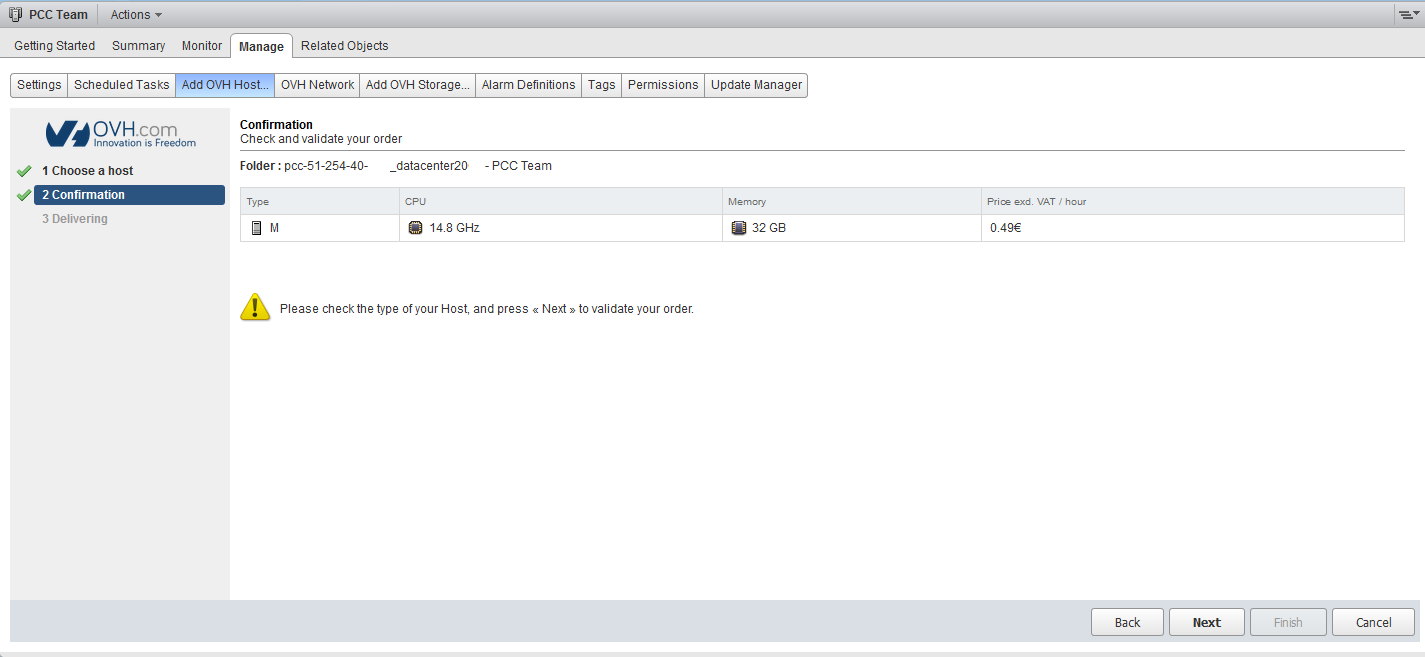 PCC Team Actions
Getting Started Summary Monitor Manage Related Objects
Settings Scheduled Tasks Add OVH Host... OVH Network Add OVH Storage... Alarm Definitions Tags Permissions Update Manager
OVH.com
Innovation is Freedom
1 Choose a host
2 Confirmation
3 Delivering
Confirmation
Check and validate your order
Folder : pcc-51-254-40- _datacenter20 - PCC Team
Type CPU Memory Price exd. VAT / hour
M 14.8 GHz 32 GB 0.49€
Please check the type of your Host, and press « Next » to validate your order.
Back Next Finish Cancel